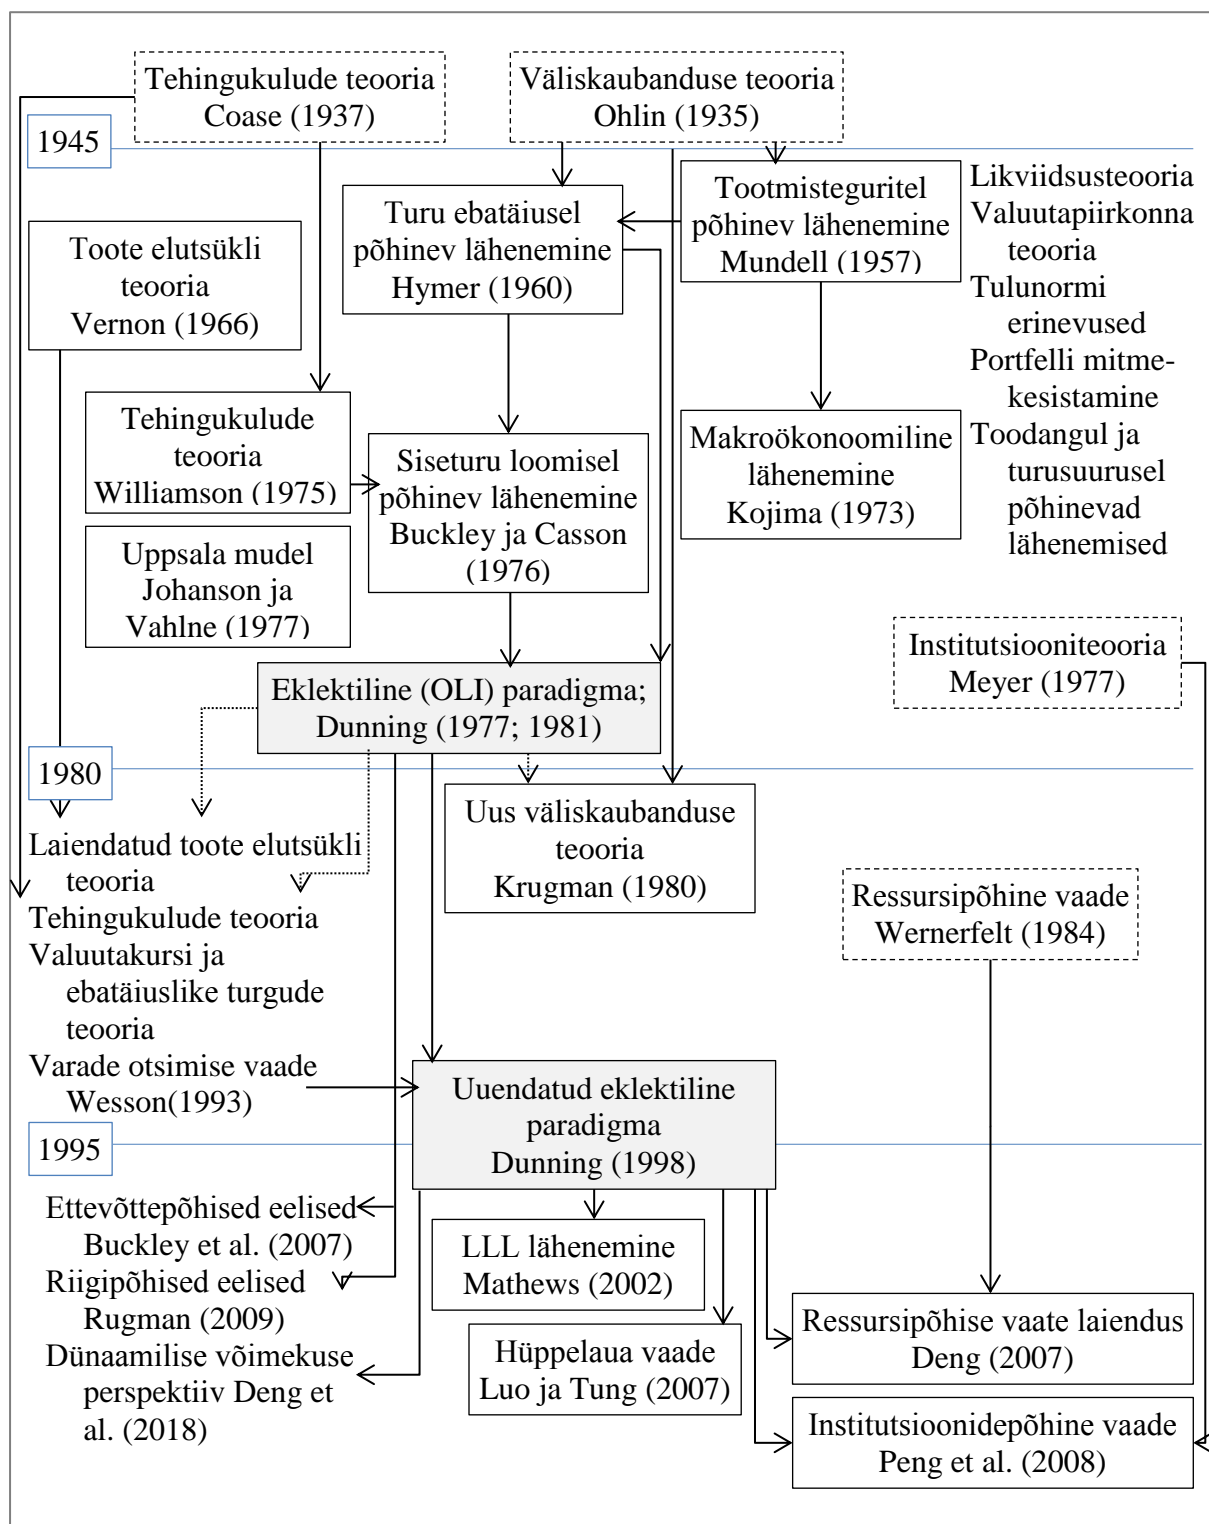 Tehingukulude teooria
Coase (1937)
Väliskaubanduse teooria
Ohlin (1935)
1945
Tootmisteguritel
põhinev lähenemine
Mundell (1957)
Likviidsusteooria
Valuutapiirkonna
teooria
Tulunormi
erinevused
Portfelli mitme-
kesistamine
Toodangul ja
turusuurusel
põhinevad
lähenemised
Turu ebatäiusel
põhinev lähenemine
Hymer (1960)
Toote elutsükli
teooria
Vernon (1966)
Tehingukulude
teooria
Williamson (1975)
Siseturu loomisel
põhinev lähenemine
Buckley ja Casson
(1976)
Makroökonoomiline
lähenemine
Kojima (1973)
Uppsala mudel
Johanson ja
Vahlne (1977)
Institutsiooniteooria
Meyer (1977)
Eklektiline (OLI) paradigma;
Dunning (1977; 1981)
1980
Uus väliskaubanduse
teooria
Krugman (1980)
Laiendatud toote elutsükli
teooria
Tehingukulude teooria
Valuutakursi ja
ebatäiuslike turgude
teooria
Varade otsimise vaade
Wesson(1993)
Ressursipõhine vaade
Wernerfelt (1984)
Uuendatud eklektiline
paradigma
Dunning (1998)
1995
Ettevõttepõhised eelised
Buckley et al. (2007)
Riigipõhised eelised
Rugman (2009)
Dünaamilise võimekuse
perspektiiv Deng et
al. (2018)
LLL lähenemine
Mathews (2002)
Hüppelaua vaade
Luo ja Tung (2007)
Ressursipõhise vaate laiendus
Deng (2007)
Institutsioonidepõhine vaade
Peng et al. (2008)